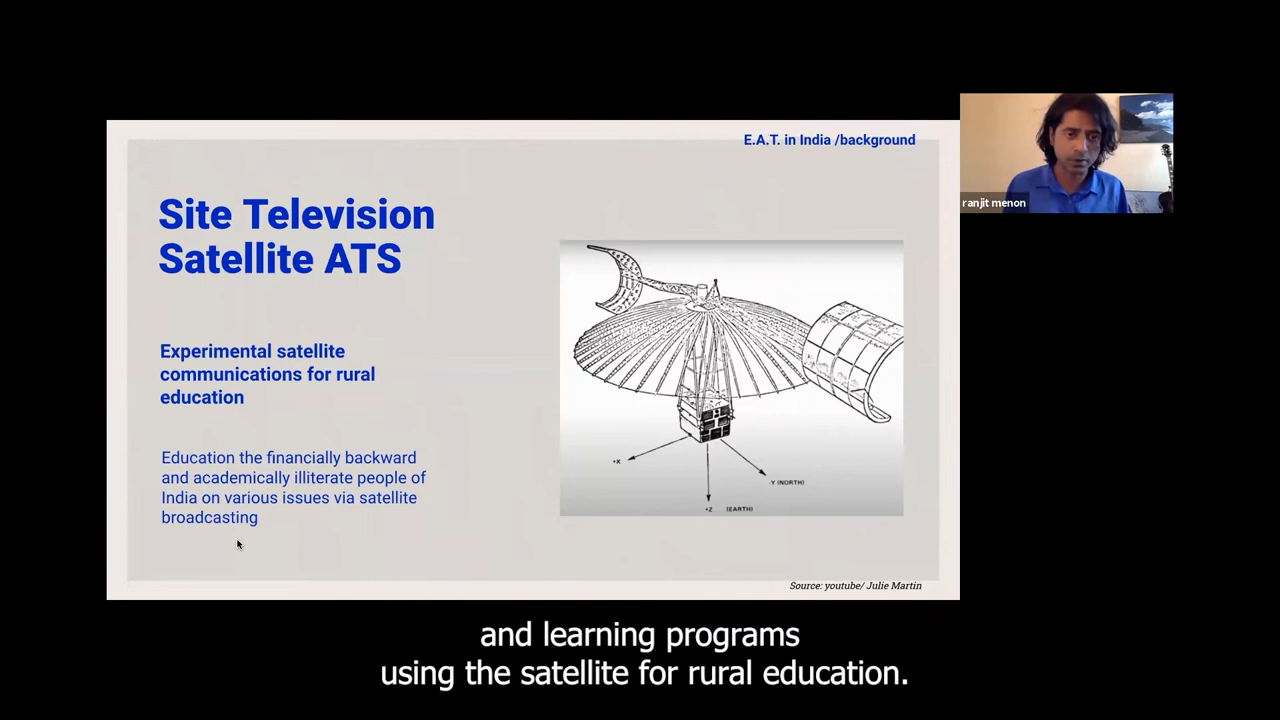 E.A.T. in India /background
Site Television
Satellite ATS
Experimental satellite
communications for rural
education
Education the financially backward
and academically illiterate people of
India on various issues via satellite
broadcasting
+X
-Y (NORTH)
+Z (EARTH)
Source: youtube/ Julie Martin
ranjit menon
and learning programs
using the satellite for rural education.